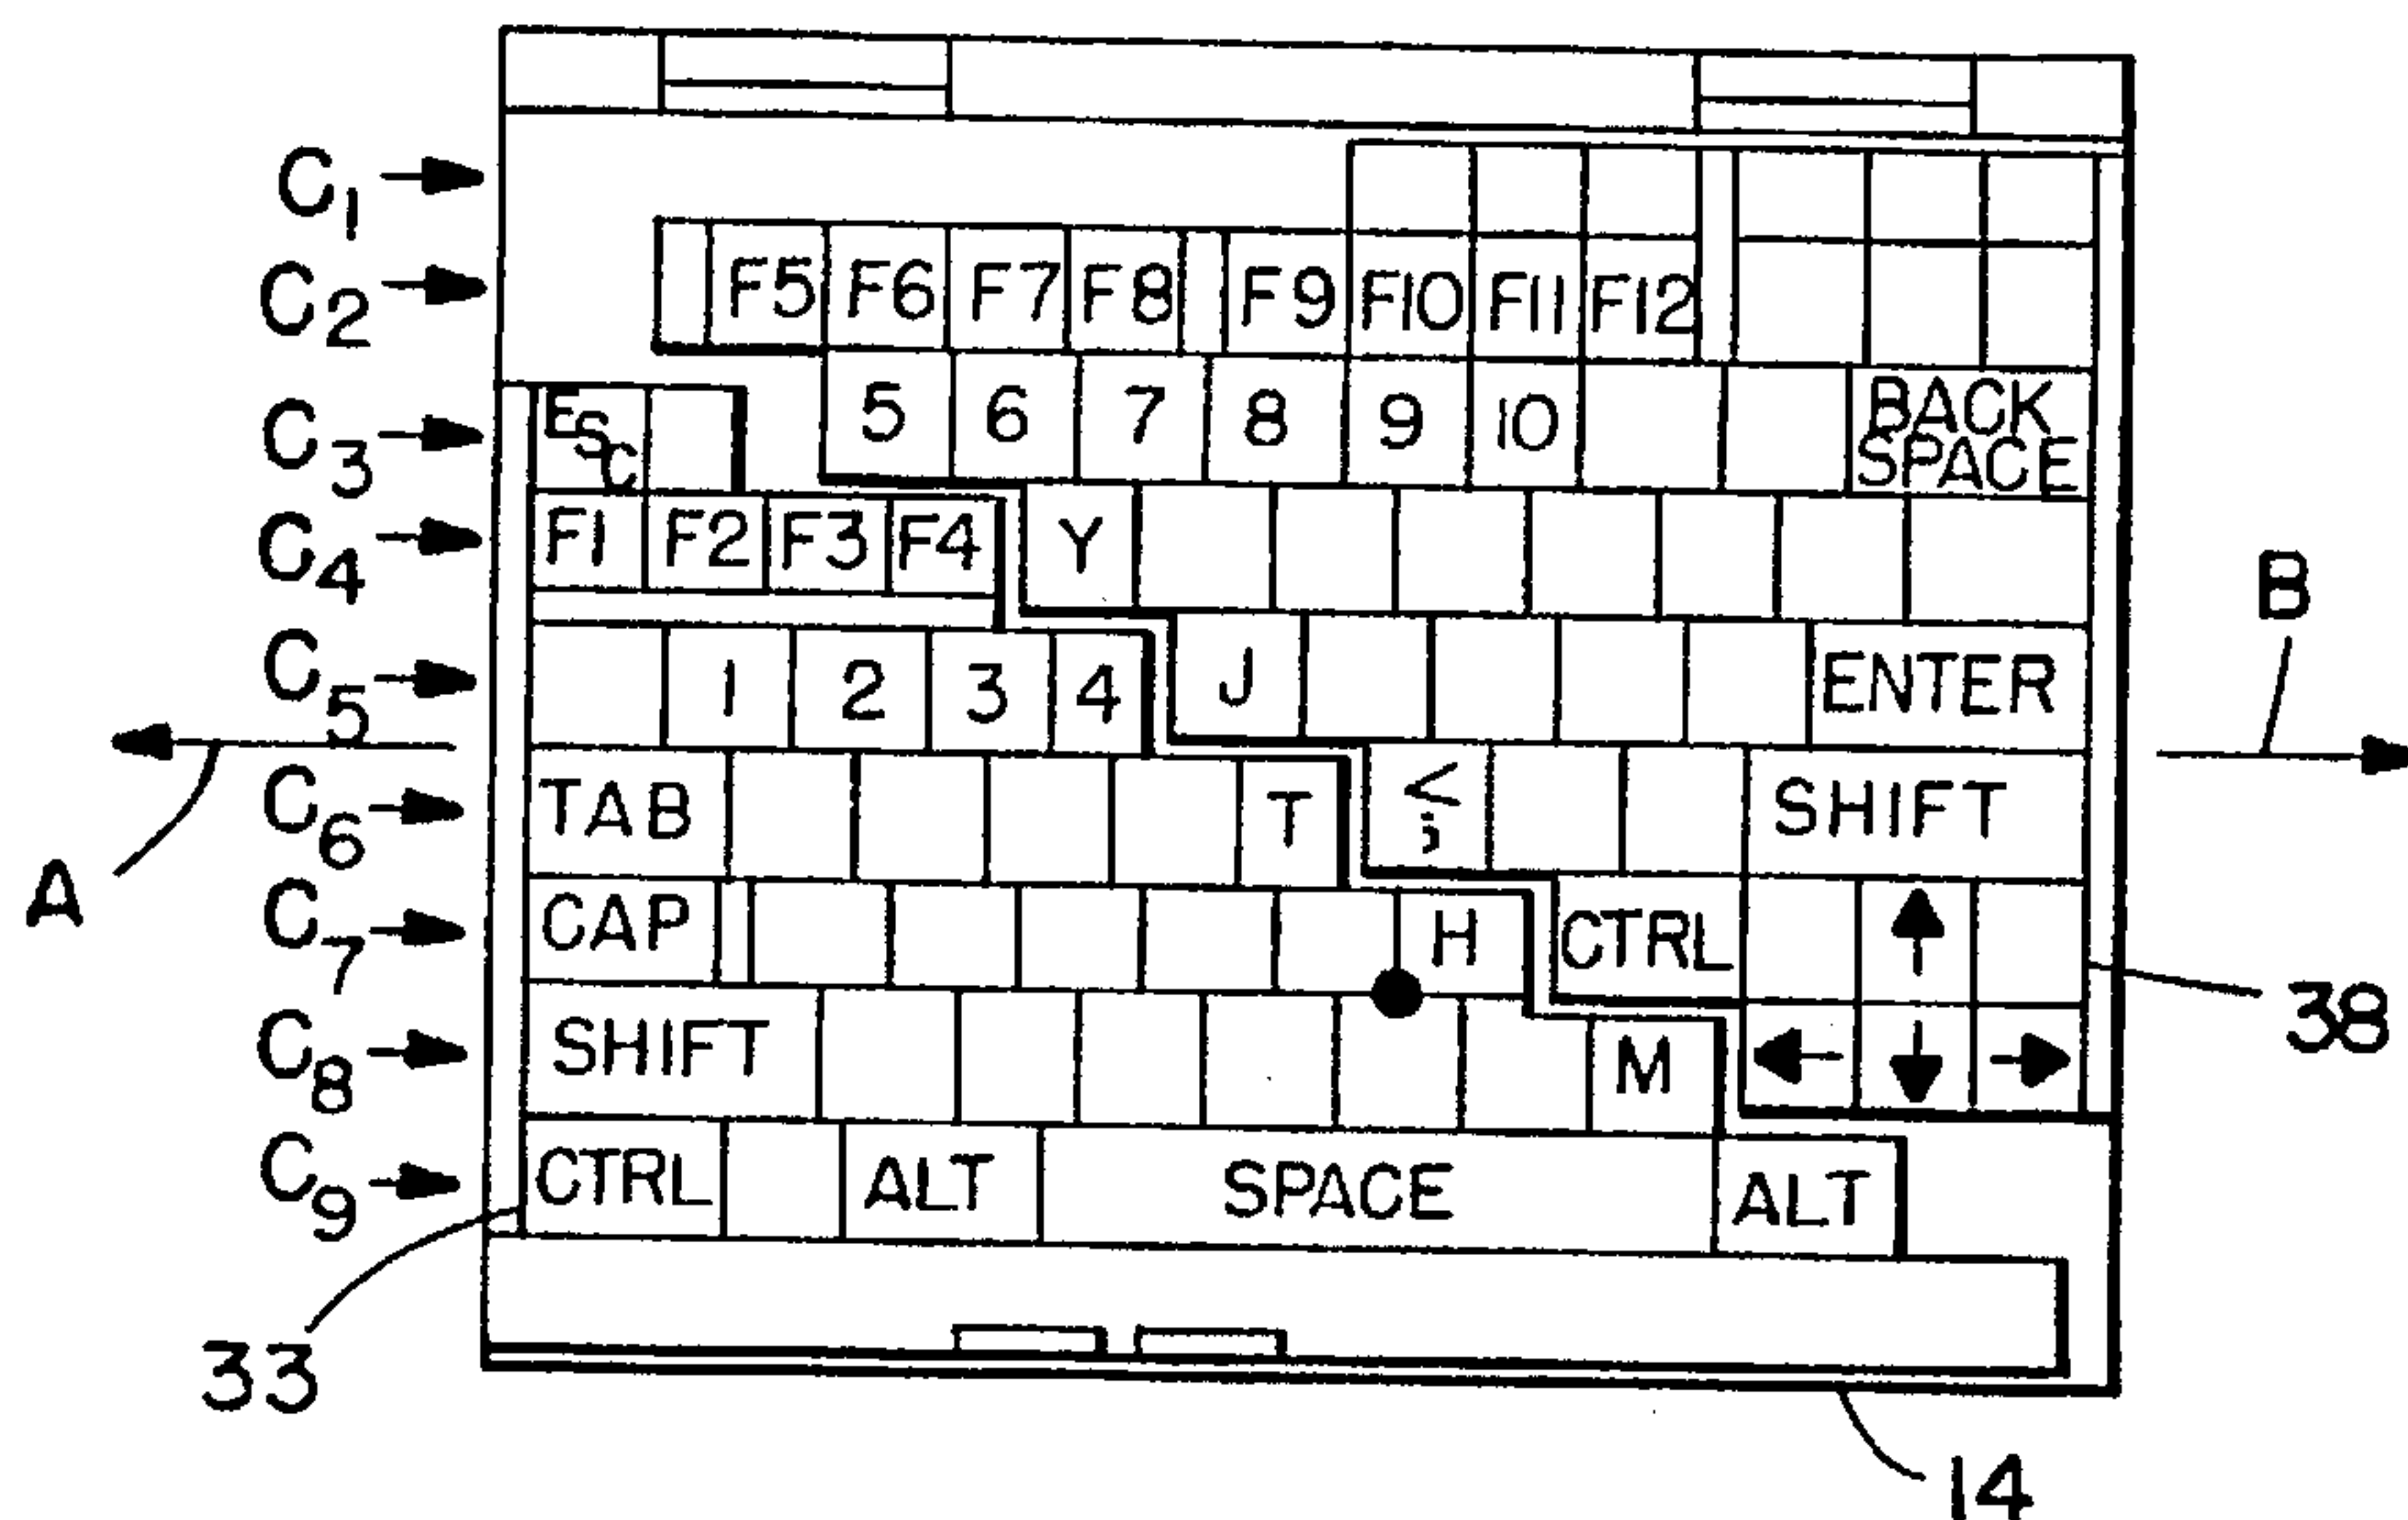 C1
C2 F5 F6 F7 F8 F9 F10 F11 F12
C3 ESC 5 6 7 8 9 10 BACK SPACE
C4 F1 F2 F3 F4 Y
B
C5 1 2 3 4 J ENTER
C6 TAB T < ; SHIFT
A
C7 CAP H CTRL
38
C8 SHIFT M
C9 CTRL ALT SPACE ALT
33
14